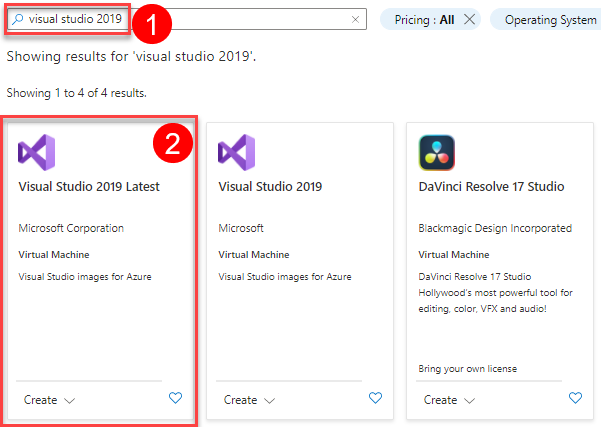 visual studio 2019
1
Pricing : All
Operating System
Showing results for 'visual studio 2019'.
Showing 1 to 4 of 4 results.
2
Visual Studio 2019 Latest
Microsoft Corporation
Virtual Machine
Visual Studio images for Azure
Create
Visual Studio 2019
Microsoft
Virtual Machine
Visual Studio images for Azure
Create
DaVinci Resolve 17 Studio
Blackmagic Design Incorporated
Virtual Machine
DaVinci Resolve 17 Studio
Hollywood's most powerful tool for
editing, color, VFX and audio!
Bring your own license
Create